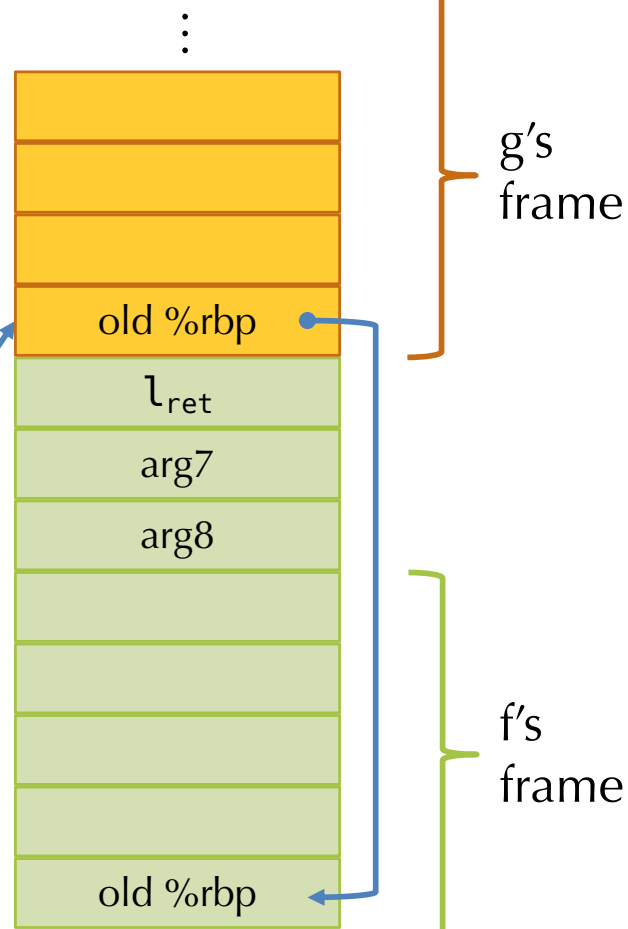 ⋮
g's
frame
old %rbp
l_ret
arg7
arg8
f's
frame
old %rbp